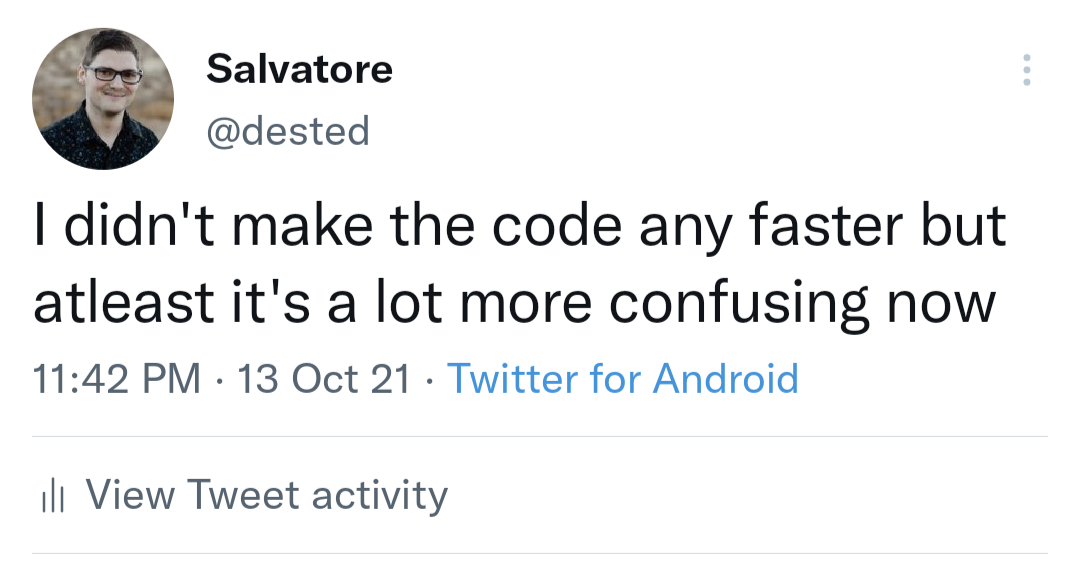 Salvatore
@dested
I didn't make the code any faster but
atleast it's a lot more confusing now
11:42 PM · 13 Oct 21 · Twitter for Android
View Tweet activity